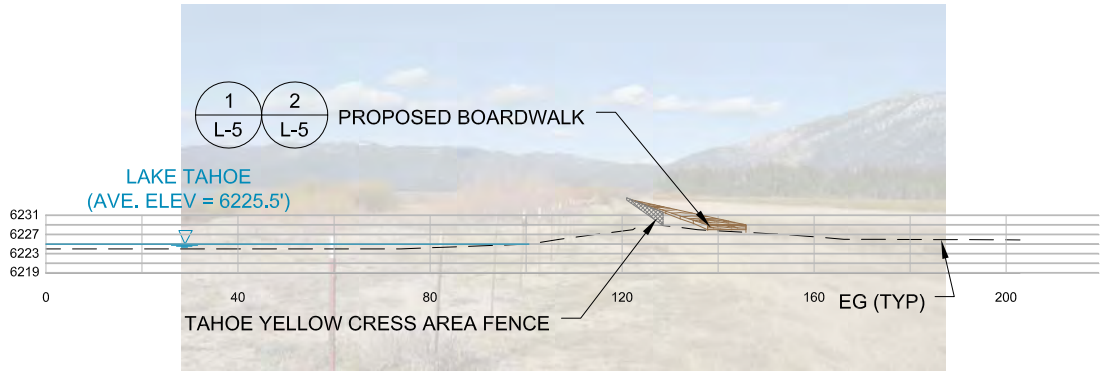 1 2
L-5 L-5
PROPOSED BOARDWALK
LAKE TAHOE
(AVE. ELEV = 6225.5')
6231
6227
6223
6219
0 40 80 120 160 200
TAHOE YELLOW CRESS AREA FENCE
EG (TYP)